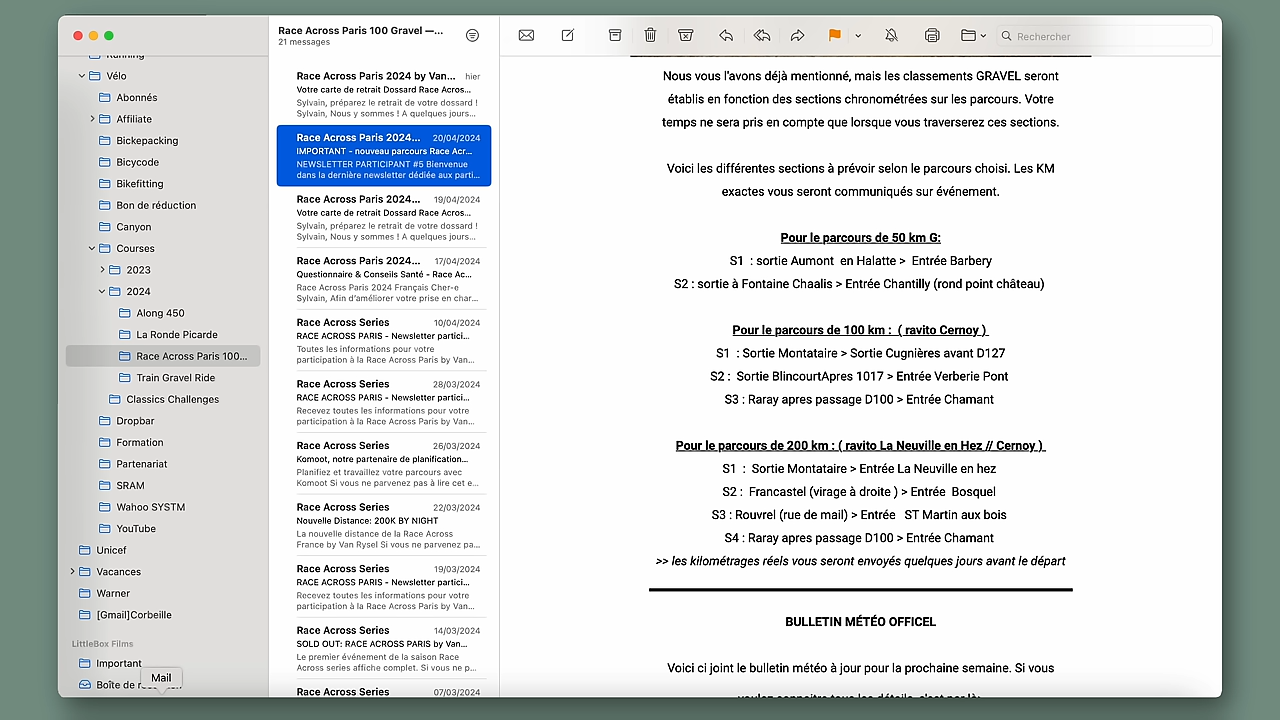 Running
Vélo
Abonnés
Affiliate
Bickepacking
Bicycode
Bikefitting
Bon de réduction
Canyon
Courses
2023
2024
Along 450
La Ronde Picarde
Race Across Paris 100...
Train Gravel Ride
Classics Challenges
Dropbar
Formation
Partenariat
SRAM
Wahoo SYSTM
YouTube
Unicef
Vacances
Warner
[Gmail]Corbeille
LittleBox Films
Important
Mail
Race Across Paris 100 Gravel —...
21 messages
Race Across Paris 2024 by Van... hier
Votre carte de retrait Dossard Race Acros...
Sylvain, préparez le retrait de votre dossard !
Sylvain, Nous y sommes ! A quelques jours...
Race Across Paris 2024... 20/04/2024
IMPORTANT - nouveau parcours Race Acr...
NEWSLETTER PARTICIPANT #5 Bienvenue
dans la dernière newsletter dédiée aux parti...
Race Across Paris 2024... 19/04/2024
Votre carte de retrait Dossard Race Acros...
Sylvain, préparez le retrait de votre dossard !
Sylvain, Nous y sommes ! A quelques jours...
Race Across Paris 2024... 17/04/2024
Questionnaire & Conseils Santé - Race Ac...
Race Across Paris 2024 Français Cher-e
Sylvain, Afin d'améliorer votre prise en char...
Race Across Series 10/04/2024
RACE ACROSS PARIS - Newsletter partici...
Toutes les informations pour votre
participation à la Race Across Paris by Van...
Race Across Series 28/03/2024
RACE ACROSS PARIS - Newsletter partici...
Recevez toutes les informations pour votre
participation à la Race Across Paris by Van...
Race Across Series 26/03/2024
Komoot, notre partenaire de planification...
Planifiez et travaillez votre parcours avec
Komoot Si vous ne parvenez pas à lire cet e...
Race Across Series 22/03/2024
Nouvelle Distance: 200K BY NIGHT
La nouvelle distance de la Race Across
France by Van Rysel Si vous ne parvenez pa...
Race Across Series 19/03/2024
RACE ACROSS PARIS - Newsletter partici...
Recevez toutes les informations pour votre
participation à la Race Across Paris by Van...
Race Across Series 14/03/2024
SOLD OUT: RACE ACROSS PARIS by Van...
Le premier événement de la saison Race
Across series affiche complet. Si vous ne p...
Race Across Series 07/03/2024
Rechercher
Nous vous l'avons déjà mentionné, mais les classements GRAVEL seront
établis en fonction des sections chronométrées sur les parcours. Votre
temps ne sera pris en compte que lorsque vous traverserez ces sections.
Voici les différentes sections à prévoir selon le parcours choisi. Les KM
exactes vous seront communiqués sur événement.
Pour le parcours de 50 km G:
S1 : sortie Aumont en Halatte > Entrée Barbery
S2 : sortie à Fontaine Chaalis > Entrée Chantilly (rond point château)
Pour le parcours de 100 km : ( ravito Cernoy )
S1 : Sortie Montataire > Sortie Cugnières avant D127
S2 : Sortie BlincourtApres 1017 > Entrée Verberie Pont
S3 : Raray apres passage D100 > Entrée Chamant
Pour le parcours de 200 km : ( ravito La Neuville en Hez // Cernoy )
S1 : Sortie Montataire > Entrée La Neuville en hez
S2 : Francastel (virage à droite ) > Entrée Bosquel
S3 : Rouvrel (rue de mail) > Entrée ST Martin aux bois
S4 : Raray apres passage D100 > Entrée Chamant
>> les kilométrages réels vous seront envoyés quelques jours avant le départ
BULLETIN MÉTÉO OFFICEL
Voici ci joint le bulletin météo à jour pour la prochaine semaine. Si vous